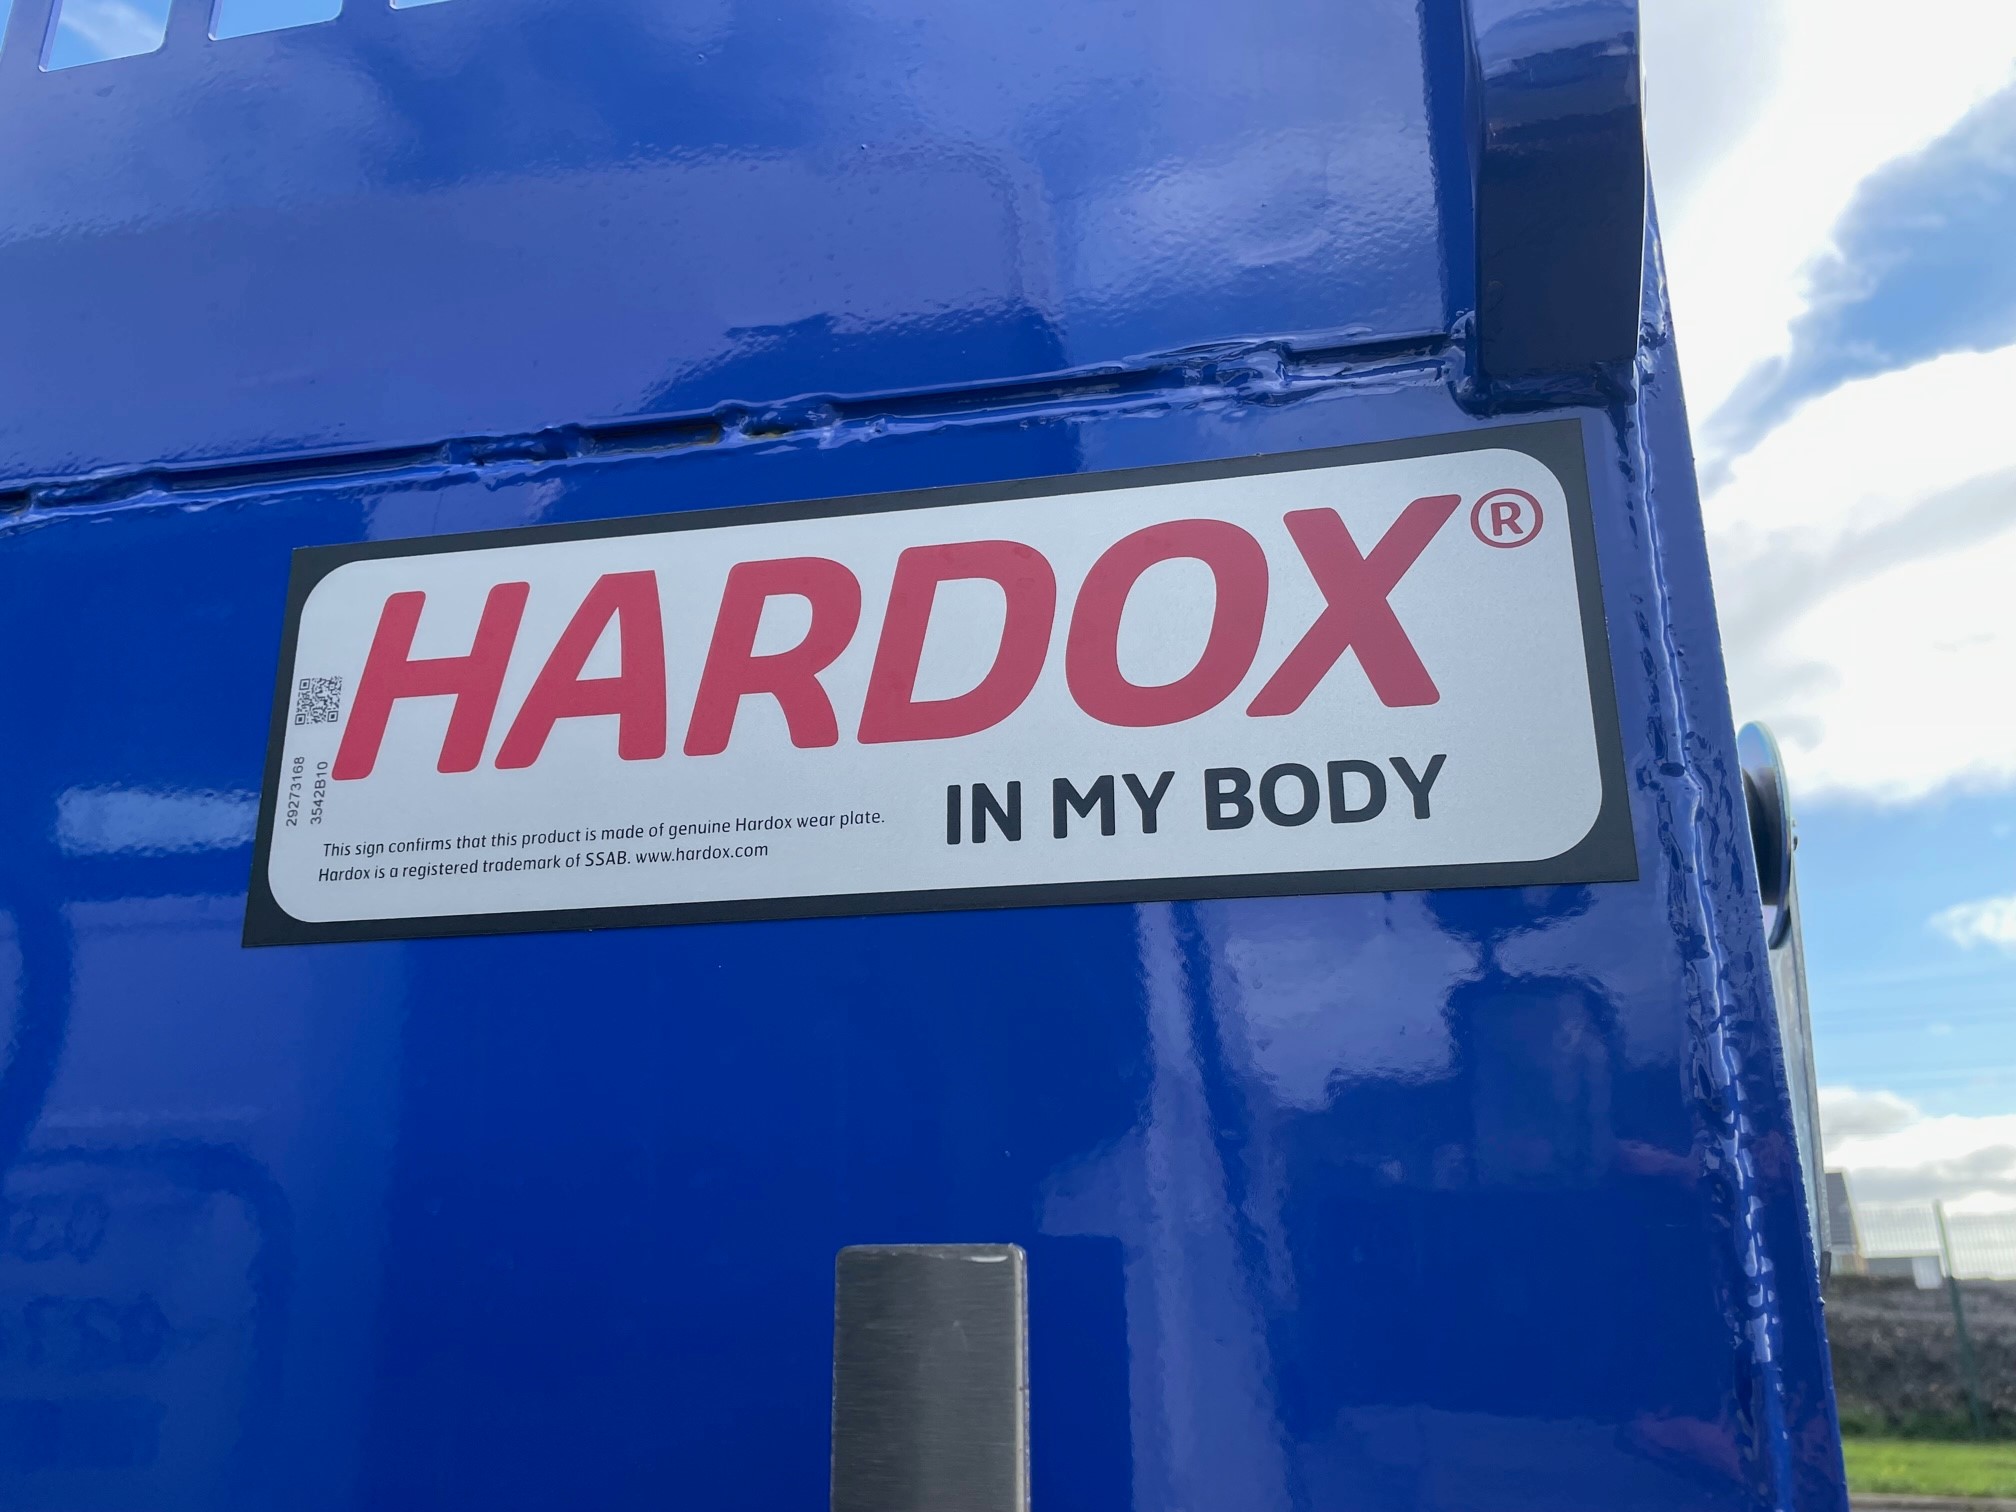 HARDOX®
IN MY BODY
29273168
3542B10
This sign confirms that this product is made of genuine Hardox wear plate.
Hardox is a registered trademark of SSAB. www.hardox.com